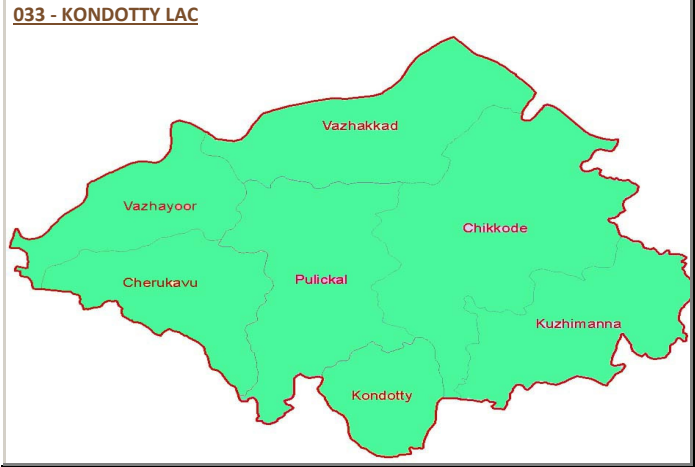 033 - KONDOTTY LAC
Vazhakkad
Vazhayoor
Chikkode
Cherukavu
Pulickal
Kuzhimanna
Kondotty